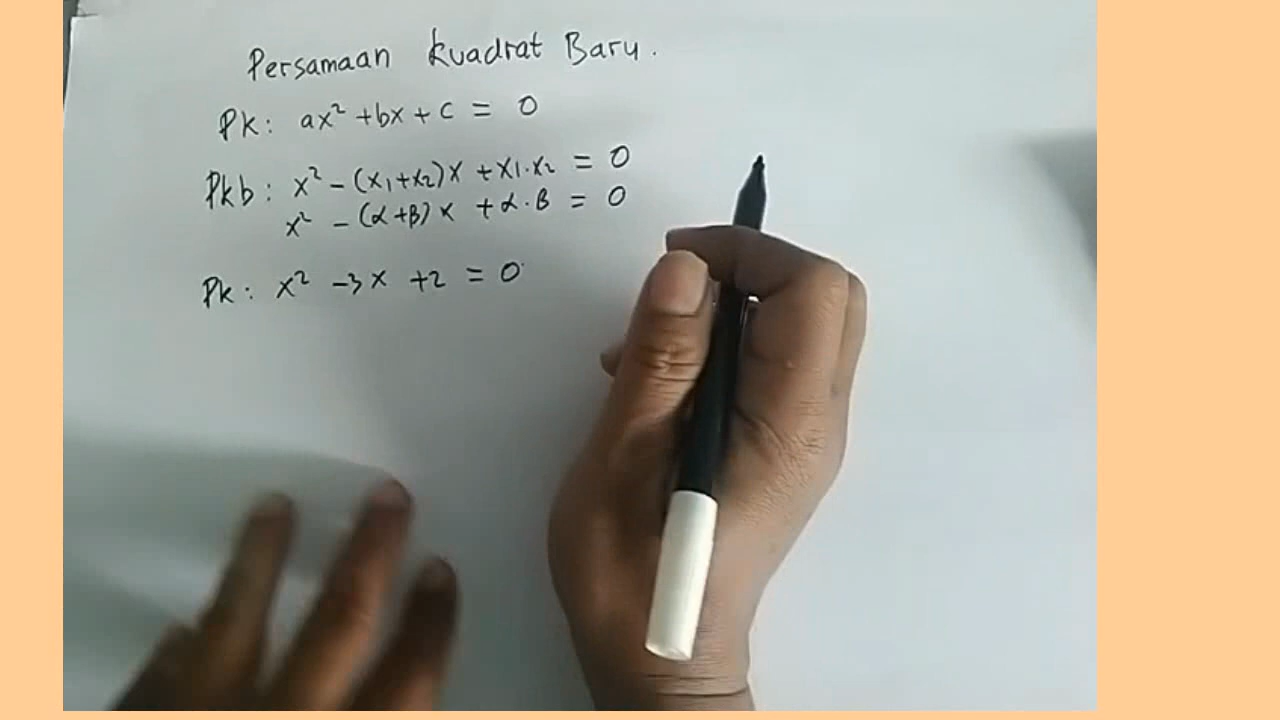 Persamaan kuadrat Baru.
Pk: ax² + bx + c = 0
Pkb: x² - (x₁+x₂)x + x₁.x₂ = 0
x² - (α+β)x + α.β = 0
Pk: x² -3x +2 = 0